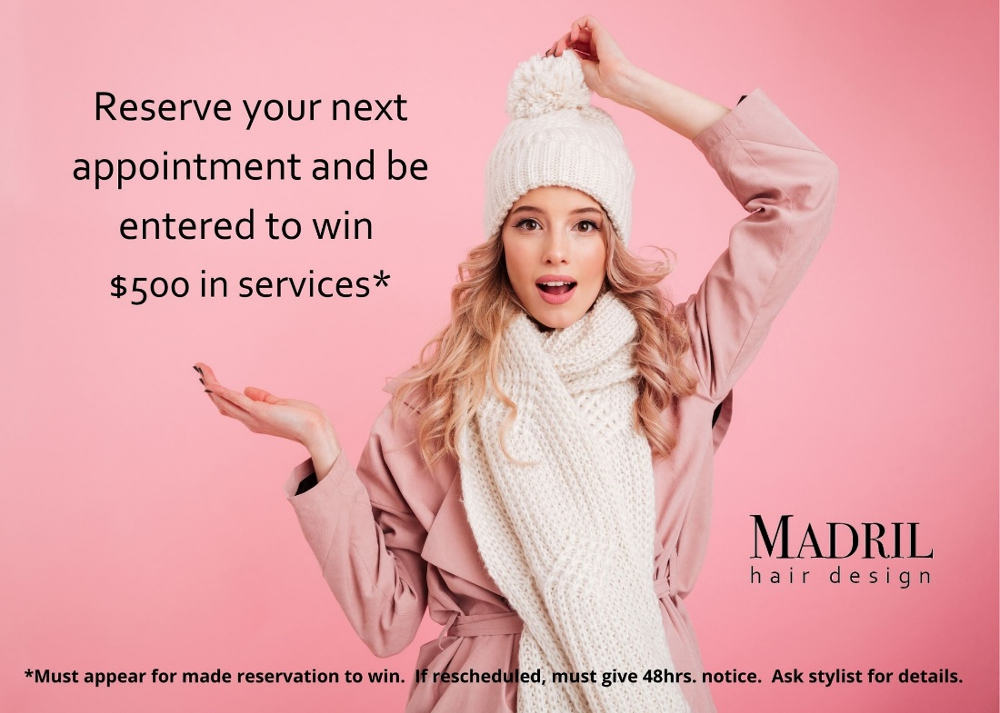 Reserve your next
appointment and be
entered to win
$500 in services*
MADRIL
hair design
*Must appear for made reservation to win.  If rescheduled, must give 48hrs. notice.  Ask stylist for details.